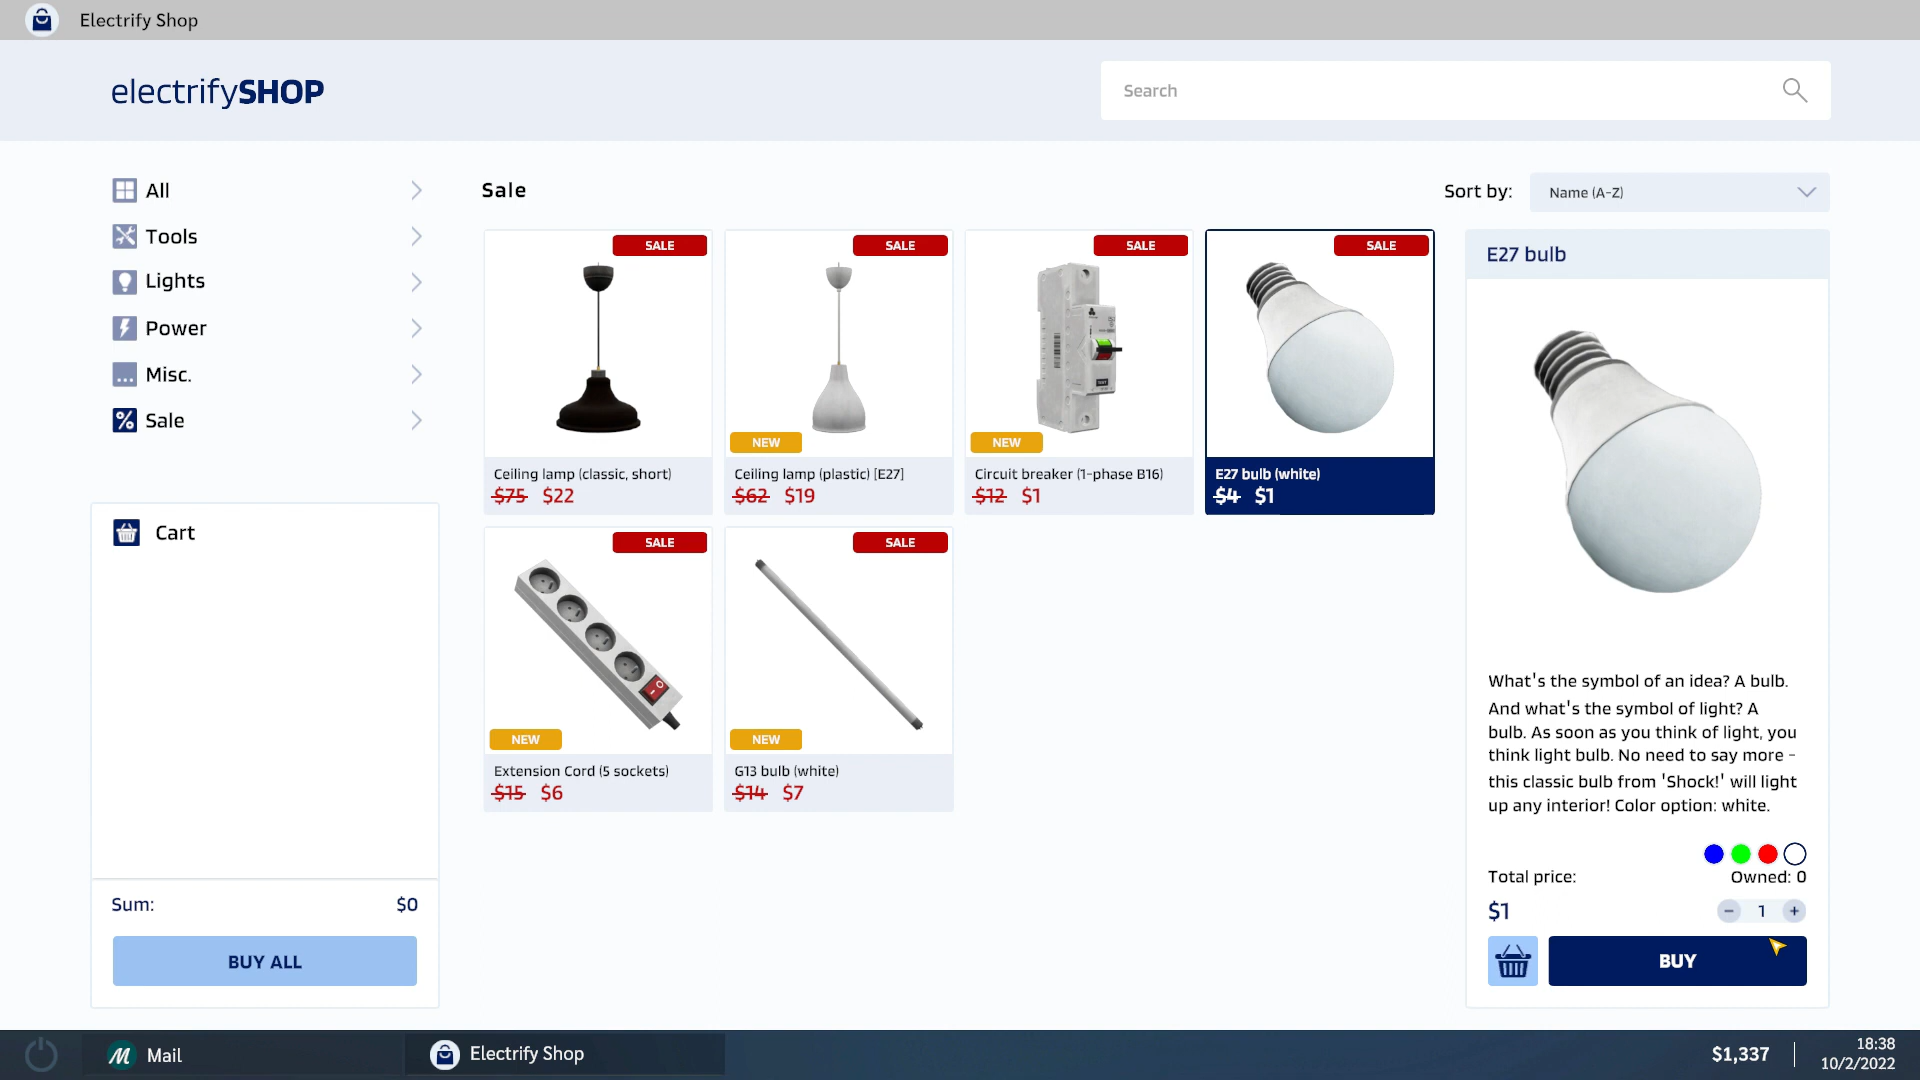 Electrify Shop
electrifySHOP
Search
All
Tools
Lights
Power
Misc.
Sale
Cart
Sum: $0
BUY ALL
Sale
Sort by: Name (A-Z)
SALE
Ceiling lamp (classic, short)
$75 $22
SALE
NEW
Ceiling lamp (plastic) [E27]
$62 $19
SALE
NEW
Circuit breaker (1-phase B16)
$12 $1
SALE
E27 bulb (white)
$4 $1
SALE
NEW
Extension Cord (5 sockets)
$15 $6
SALE
NEW
G13 bulb (white)
$14 $7
E27 bulb
What's the symbol of an idea? A bulb.
And what's the symbol of light? A
bulb. As soon as you think of light, you
think light bulb. No need to say more -
this classic bulb from 'Shock!' will light
up any interior! Color option: white.
Total price: Owned: 0
$1 - 1 +
BUY
Mail
Electrify Shop
$1,337
18:38
10/2/2022